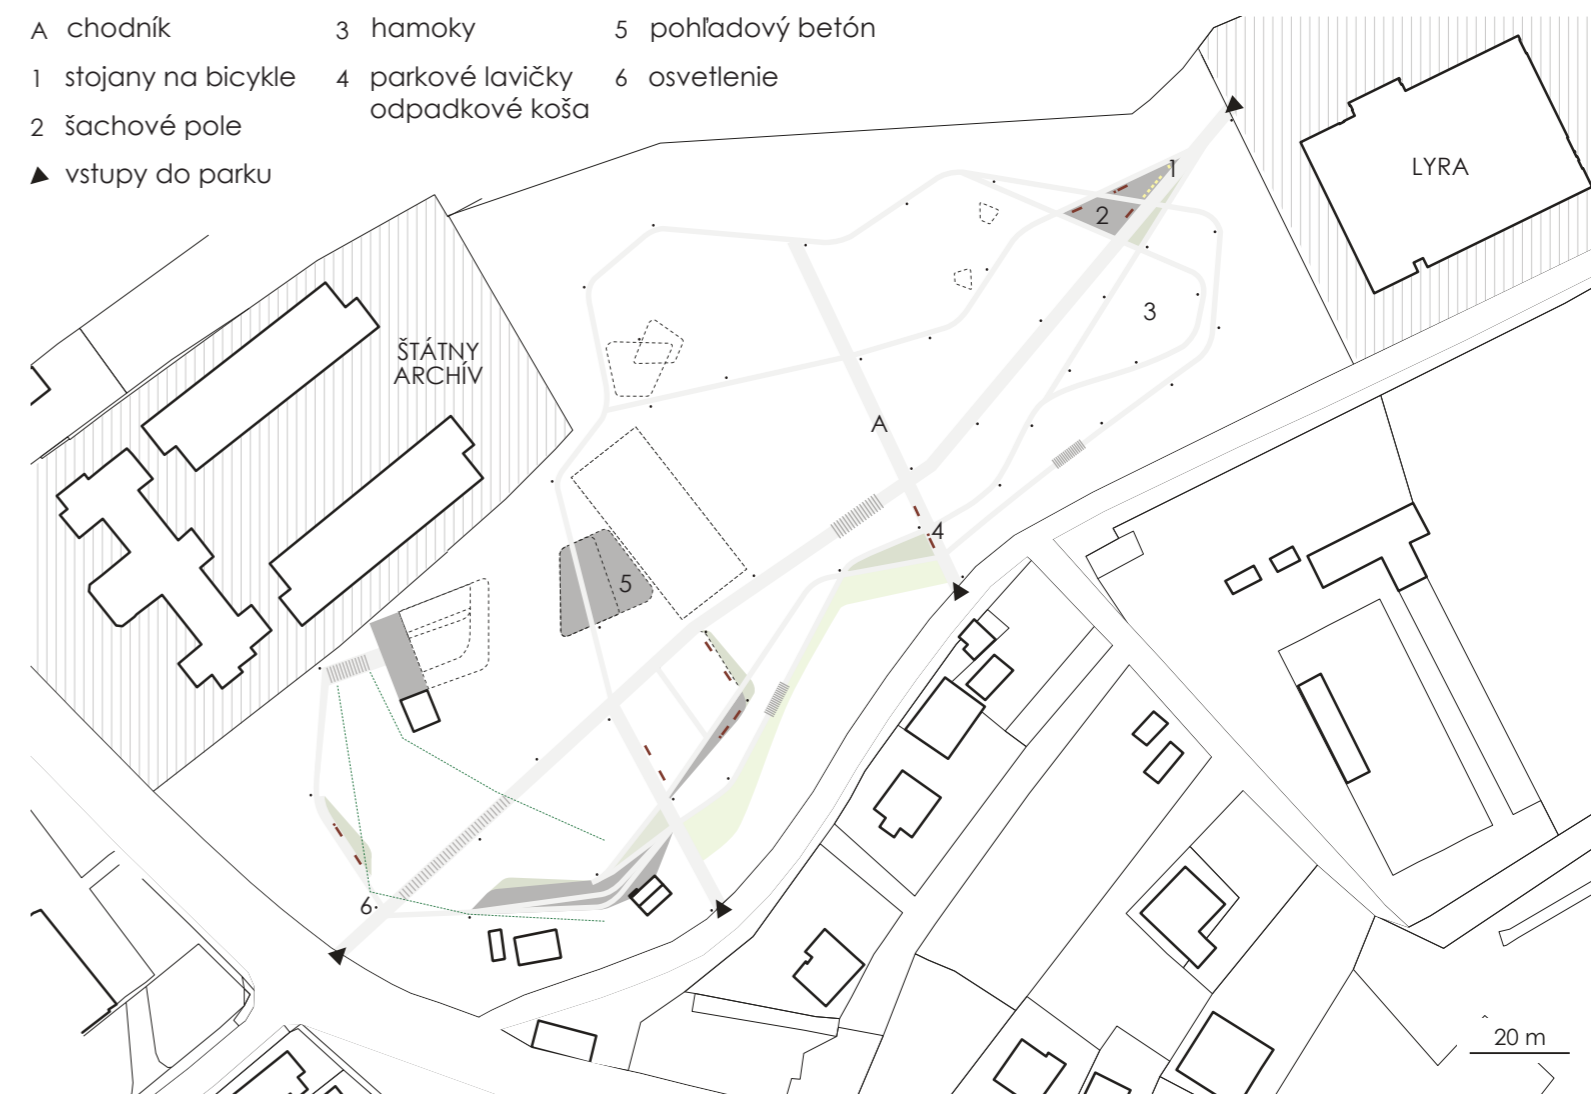 A chodník
1 stojany na bicykle
2 šachové pole
▲ vstupy do parku
3 hamoky
4 parkové lavičky
odpadkové koša
5 pohľadový betón
6 osvetlenie
LYRA
1
2
3
ŠTÁTNY
ARCHÍV
A
4
5
6
20 m